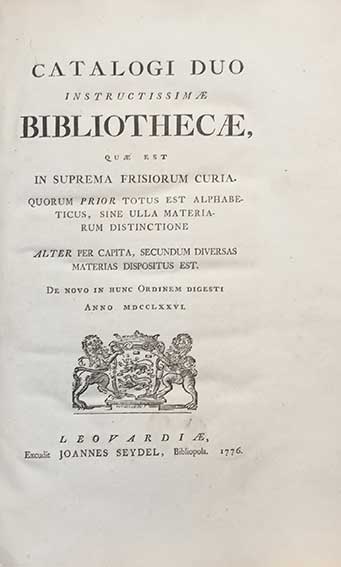 CATALOGI DUO
INSTRUCTISSIMÆ
BIBLIOTHECÆ,
QUÆ EST
IN SUPREMA FRISIORUM CURIA.
QUORUM PRIOR TOTUS EST ALPHABE-
TICUS, SINE ULLA MATERIA-
RUM DISTINCTIONE
ALTER PER CAPITA, SECUNDUM DIVERSAS
MATERIAS DISPOSITUS EST.
DE NOVO IN HUNC ORDINEM DIGESTI
ANNO MDCCLXXVI.
LEOVARDIÆ,
Excudit JOANNES SEYDEL, Bibliopola. 1776.